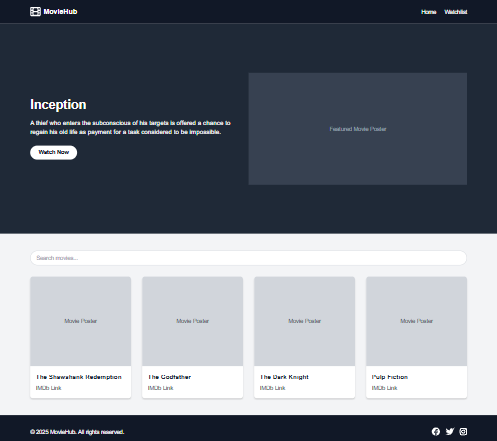 MovieHub
Home Watchlist
Inception
A thief who enters the subconscious of his targets is offered a chance to
regain his old life as payment for a task considered to be impossible.
Watch Now
Featured Movie Poster
Search movies...
Movie Poster
The Shawshank Redemption
IMDb Link
Movie Poster
The Godfather
IMDb Link
Movie Poster
The Dark Knight
IMDb Link
Movie Poster
Pulp Fiction
IMDb Link
© 2025 MovieHub. All rights reserved.